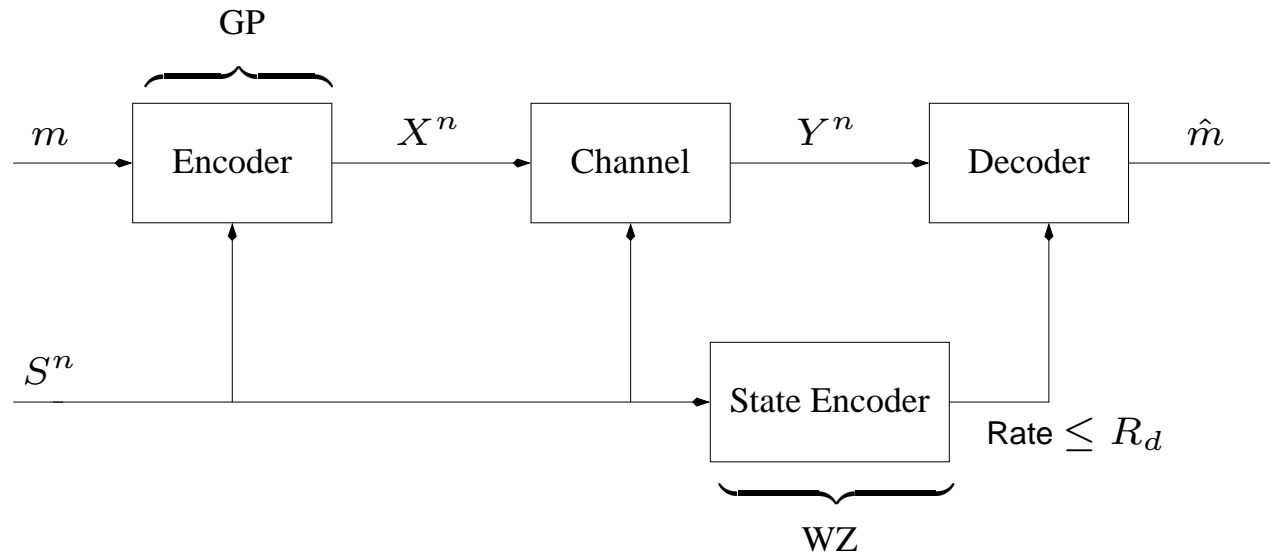 GP
m
Encoder
X^n
Channel
Y^n
Decoder
m̂
S^n
State Encoder
Rate ≤ R_d
WZ